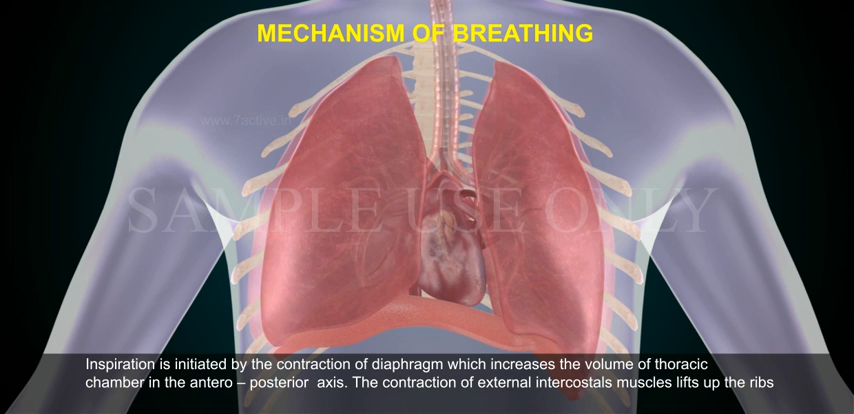 MECHANISM OF BREATHING
www.7active.in
SAMPLE USE ONLY
Inspiration is initiated by the contraction of diaphragm which increases the volume of thoracic
chamber in the antero – posterior axis. The contraction of external intercostals muscles lifts up the ribs